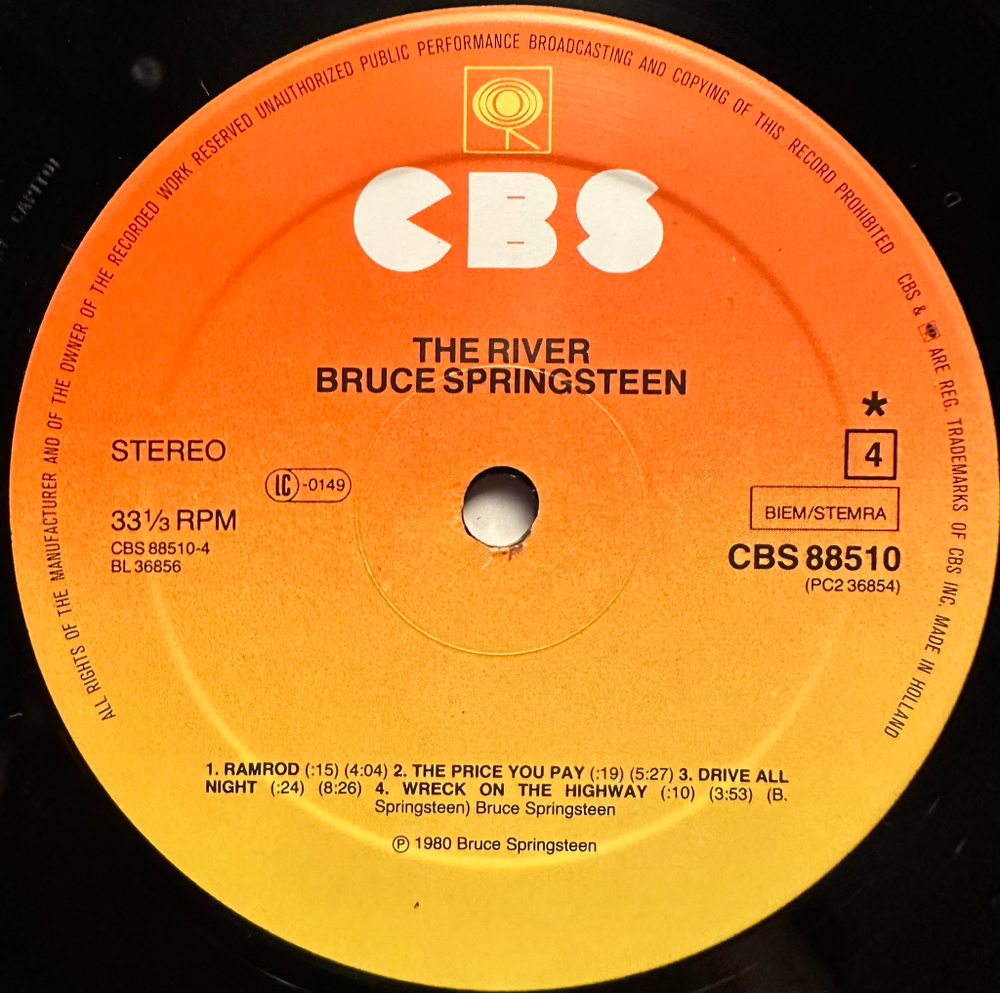 ALL RIGHTS OF THE MANUFACTURER AND OF THE OWNER OF THE RECORDED WORK RESERVED UNAUTHORIZED PUBLIC PERFORMANCE BROADCASTING AND COPYING OF THIS RECORD PROHIBITED CBS & ARE REG. TRADEMARKS OF CBS INC. MADE IN HOLLAND
CBS
THE RIVER
BRUCE SPRINGSTEEN
STEREO
LC-0149
33⅓ RPM
CBS 88510-4
BL 36856
*
4
BIEM/STEMRA
CBS 88510
(PC2 36854)
1. RAMROD (:15) (4:04) 2. THE PRICE YOU PAY (:19) (5:27) 3. DRIVE ALL
NIGHT (:24) (8:26) 4. WRECK ON THE HIGHWAY (:10) (3:53) (B.
Springsteen) Bruce Springsteen
℗ 1980 Bruce Springsteen
CAPITOL